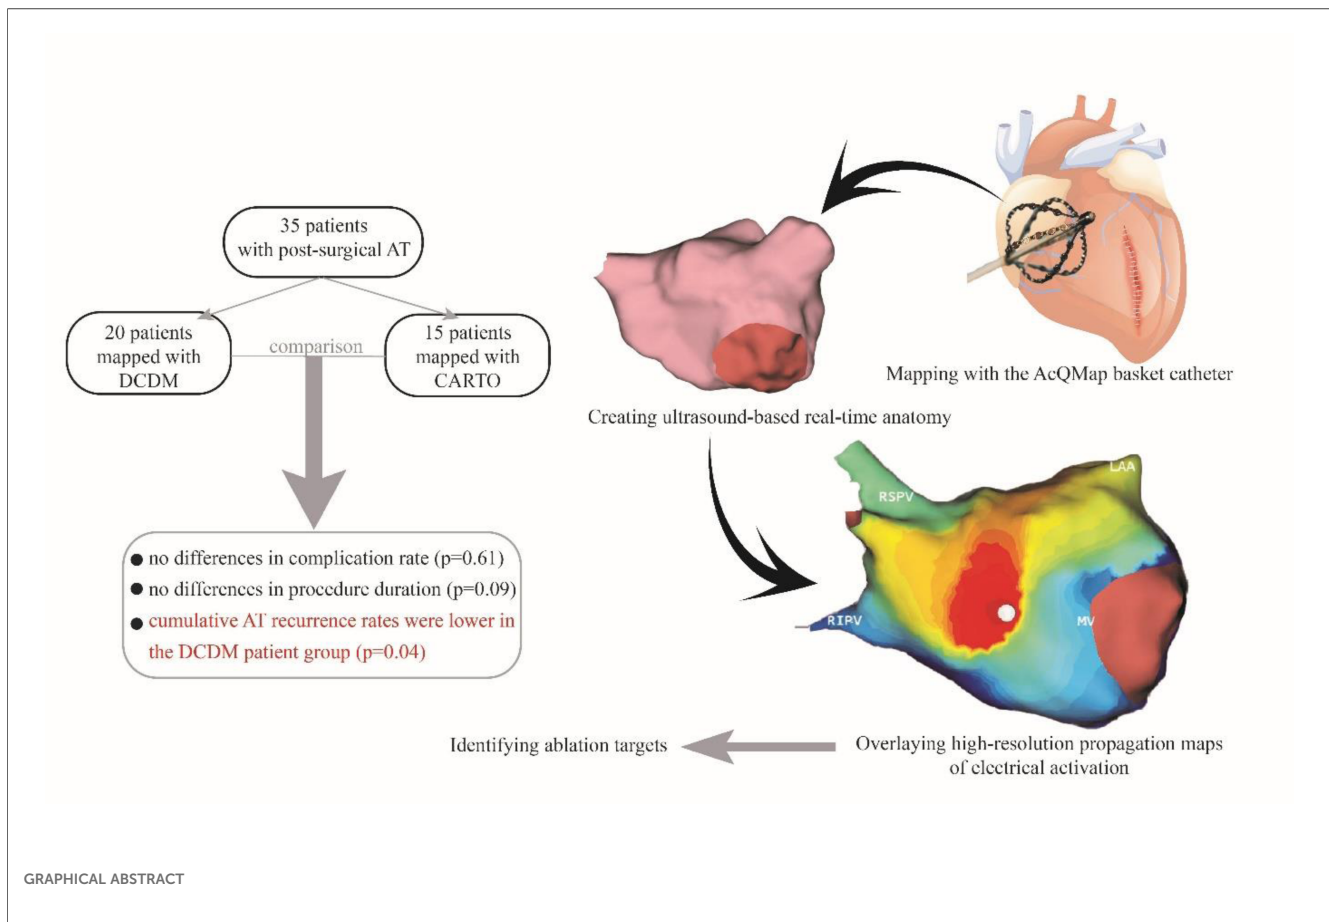 35 patients
with post-surgical AT
20 patients
mapped with
DCDM
comparison
15 patients
mapped with
CARTO
no differences in complication rate (p=0.61)
no differences in procedure duration (p=0.09)
cumulative AT recurrence rates were lower in
the DCDM patient group (p=0.04)
Mapping with the AcQMap basket catheter
Creating ultrasound-based real-time anatomy
LAA
RSPV
RIPV
MV
Overlaying high-resolution propagation maps
of electrical activation
Identifying ablation targets
GRAPHICAL ABSTRACT